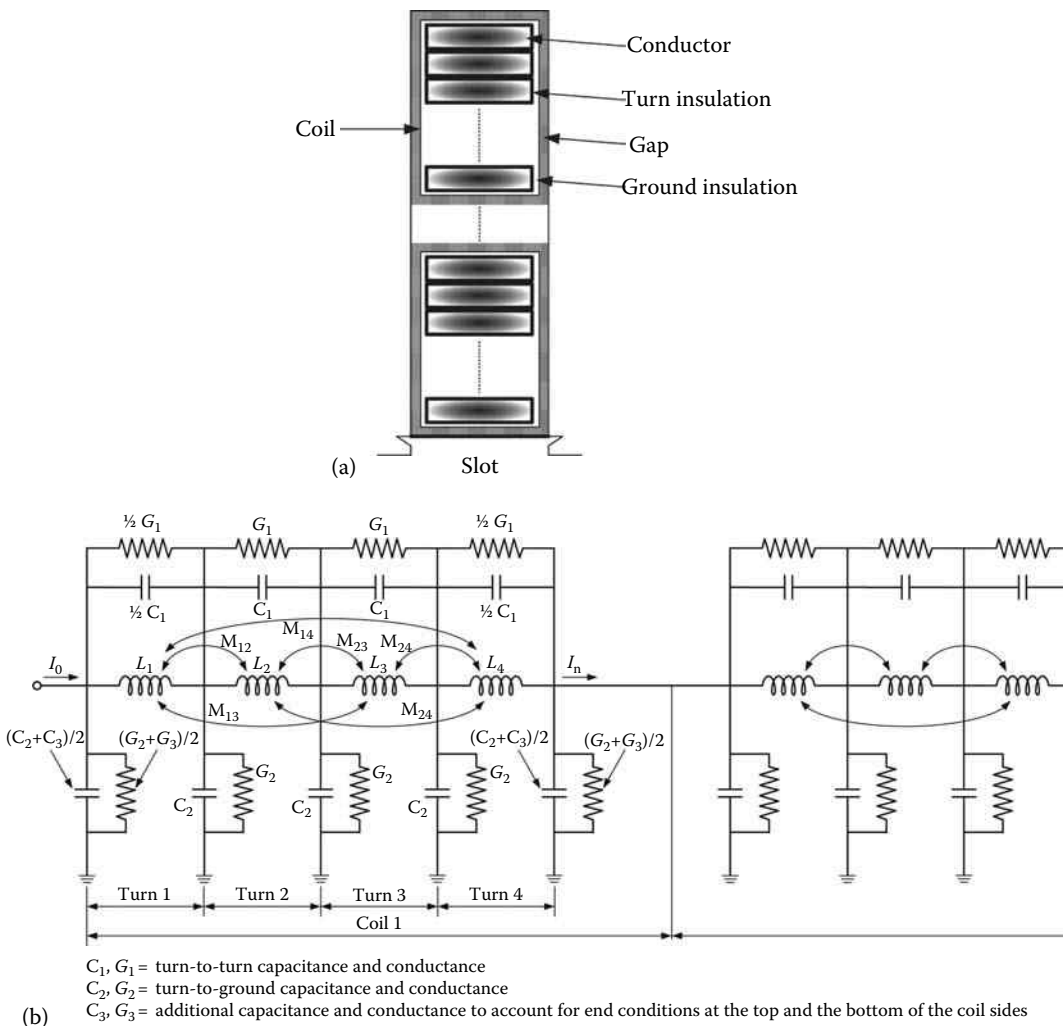 Conductor
Turn insulation
Coil
Gap
Ground insulation
(a)
Slot
½ G₁
G₁
G₁
½ G₁
½ C₁
C₁
C₁
½ C₁
M₁₄
M₁₂
M₂₃
M₂₄
I₀
L₁
L₂
L₃
L₄
Iₙ
M₁₃
M₂₄
(C₂+C₃)/2
(G₂+G₃)/2
G₂
G₂
G₂
(C₂+C₃)/2
(G₂+G₃)/2
C₂
C₂
C₂
Turn 1
Turn 2
Turn 3
Turn 4
Coil 1
C₁, G₁ = turn-to-turn capacitance and conductance
C₂, G₂ = turn-to-ground capacitance and conductance
(b)
C₃, G₃ = additional capacitance and conductance to account for end conditions at the top and the bottom of the coil sides